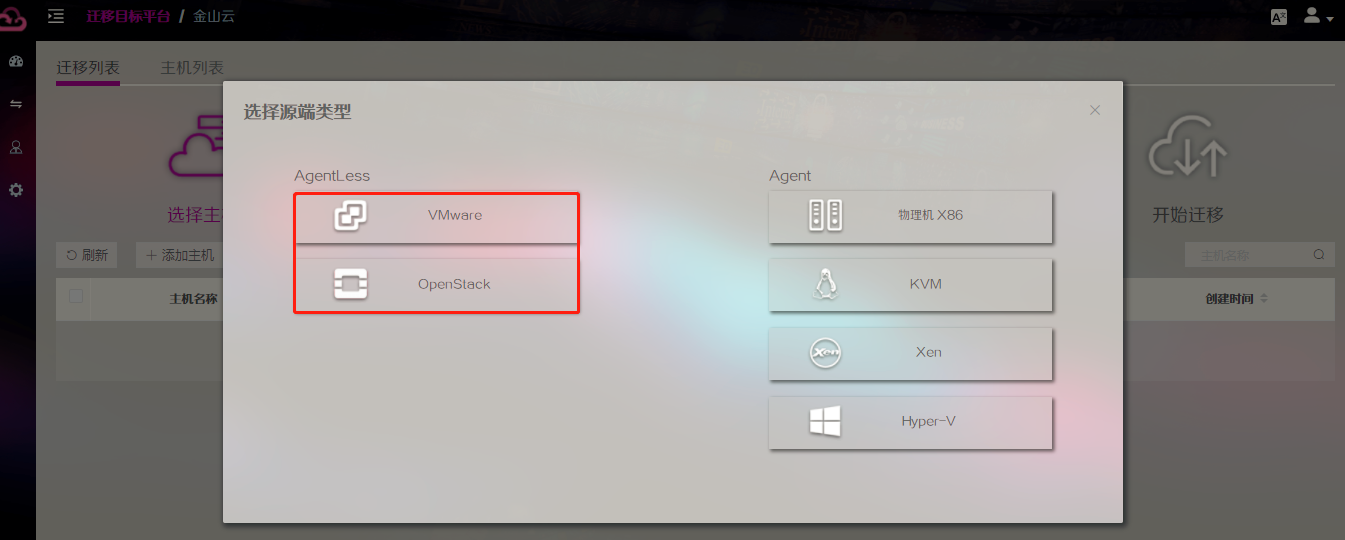 迁移目标平台 / 金山云
A文
迁移列表 主机列表
选择源端类型
AgentLess
VMware
OpenStack
Agent
物理机 X86
KVM
Xen
Hyper-V
选择主
开始迁移
刷新 + 添加主机
主机名称
主机名称
创建时间